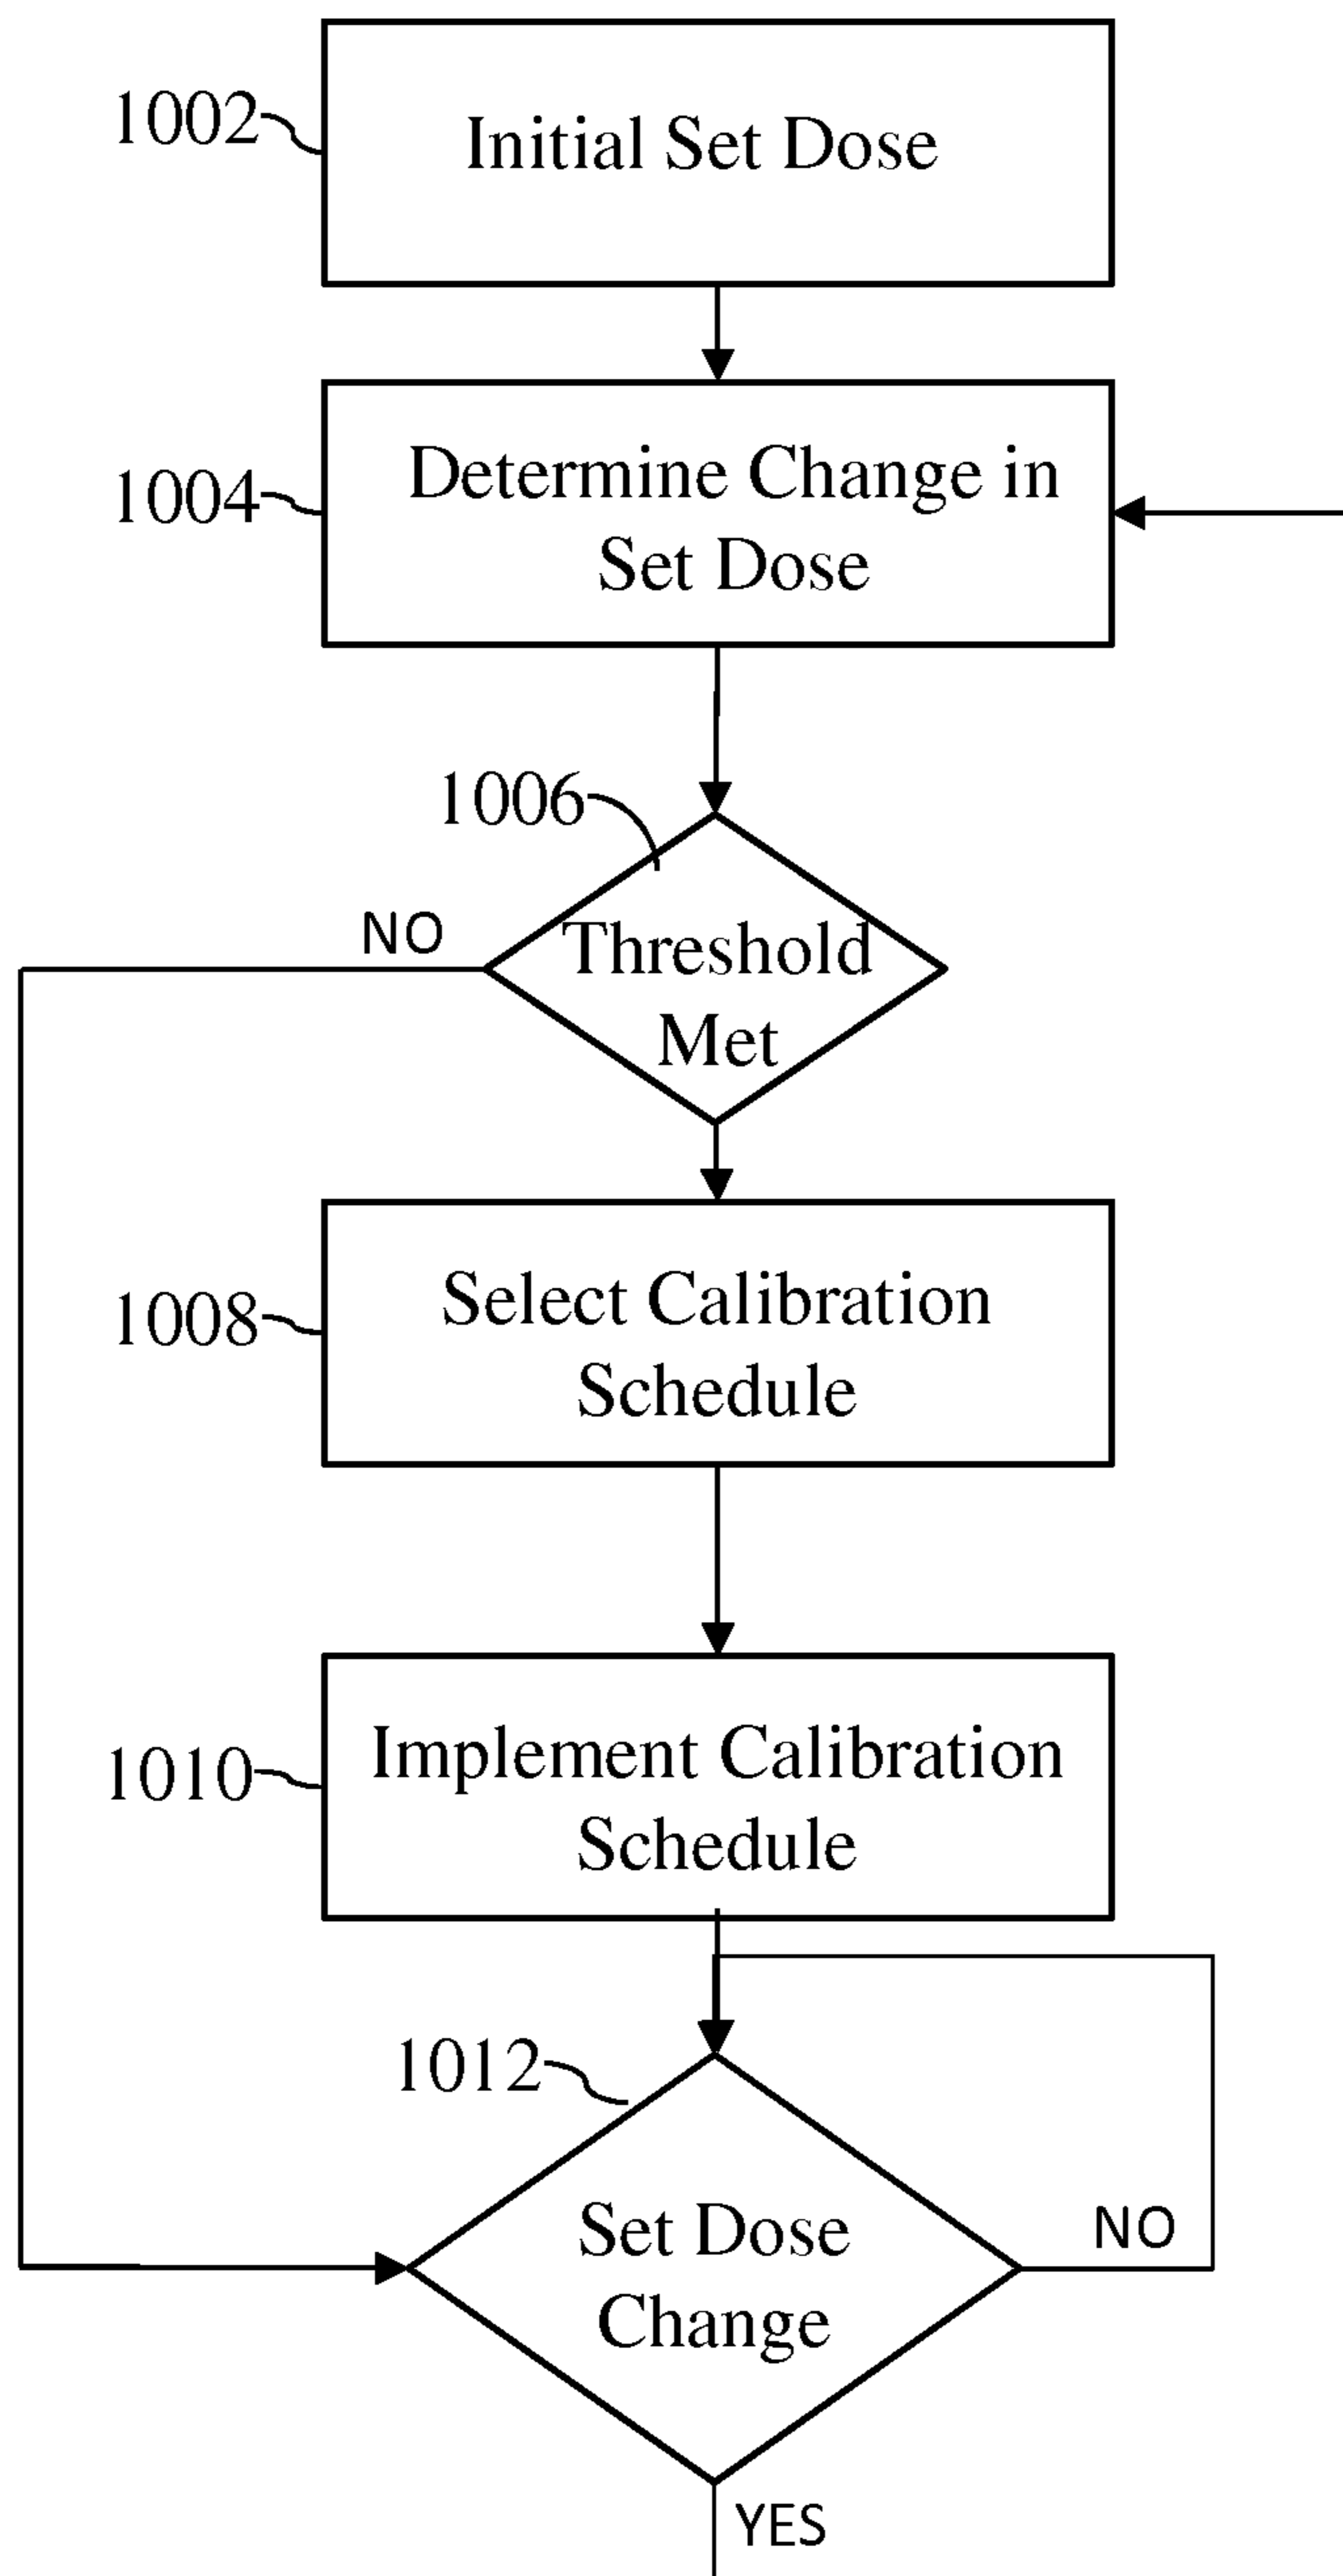 1002
Initial Set Dose
1004
Determine Change in
Set Dose
1006
NO
Threshold
Met
1008
Select Calibration
Schedule
1010
Implement Calibration
Schedule
1012
Set Dose
Change
NO
YES